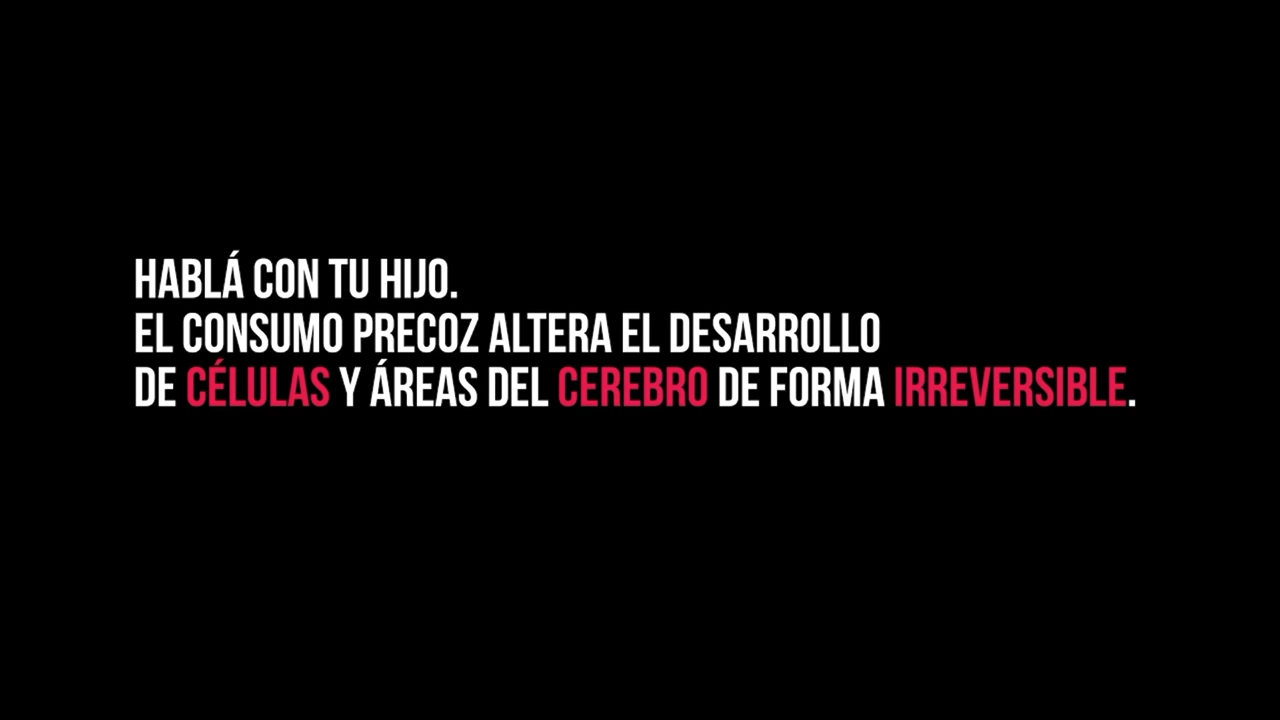 HABLÁ CON TU HIJO.
EL CONSUMO PRECOZ ALTERA EL DESARROLLO
DE CÉLULAS Y ÁREAS DEL CEREBRO DE FORMA IRREVERSIBLE.